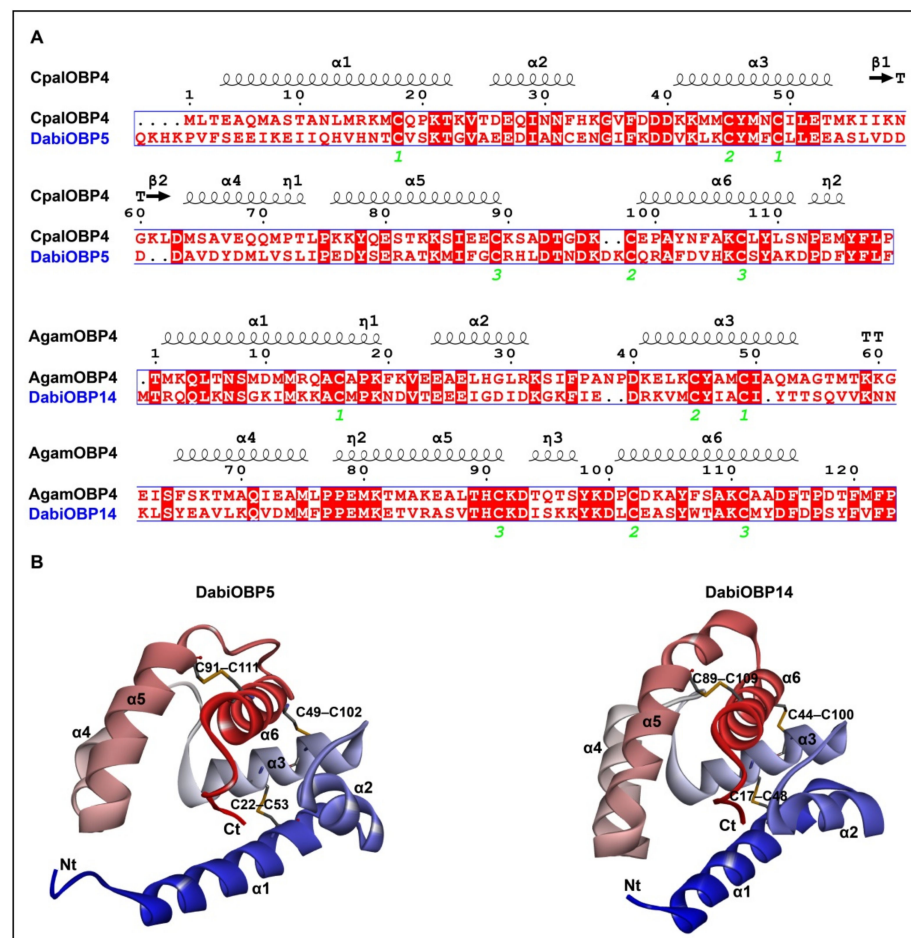 A
α1 α2 α3 β1
CpalOBP4 T
1 10 20 30 40 50
CpalOBP4 ....MLTEAQMASTANLMRKMCQPKTKVTDEQINNFHKGVFDDDKKMMCYMNCILETMKIIKN
DabiOBP5 QKHKPVFSEEIKEIIQHVHNTCVSKTGVAEEDIANCENGIFKDDVKLKCYMFCLLEEASLVDD
1 2 1
β2 α4 η1 α5 α6 η2
CpalOBP4 T
60 70 80 90 100 110
CpalOBP4 GKLDMSAVEQQMPTLPKKYQESTKKSIEECKSADTGDK..CEPAYNFAKCLYLSNPEMYFLP
DabiOBP5 D..DAVDYDMLVSLIPEDYSERATKMIFGCRHLDTNDKDKCQRAFDVHKCSYAKDPDFYFLF
3 2 3
α1 η1 α2 α3
AgamOBP4 TT
1 10 20 30 40 50 60
AgamOBP4 .TMKQLTNSMDMMRQACAPKFKVEEAELHGLRKSIFPANPDKELKCYAMCIAQMAGTMTKKG
DabiOBP14 MTRQQLKNSGKIMKKACMPKNDVTEEEIGDIDKGKFIE..DRKVMCYIACI.YTTSQVVKNN
1 2 1
α4 η2 α5 η3 α6
AgamOBP4
70 80 90 100 110 120
AgamOBP4 EISFSKTMAQIEAMLPPEMKTMAKEALTHCKDTQTSYKDPCDKAYFSAKCAADFTPDTFMFP
DabiOBP14 KLSYEAVLKQVDMMFPPEMKETVRASVTHCKDISKKYKDLCEASYWTAKCMYDFDPSYFVFP
3 2 3
B
DabiOBP5 DabiOBP14
C91–C111
α5
α4
α6
C49–C102
α3
α2
C22–C53
Ct
Nt
α1
C89–C109
α6
α5
α4
C44–C100
α3
C17–C48
Ct
α2
Nt
α1